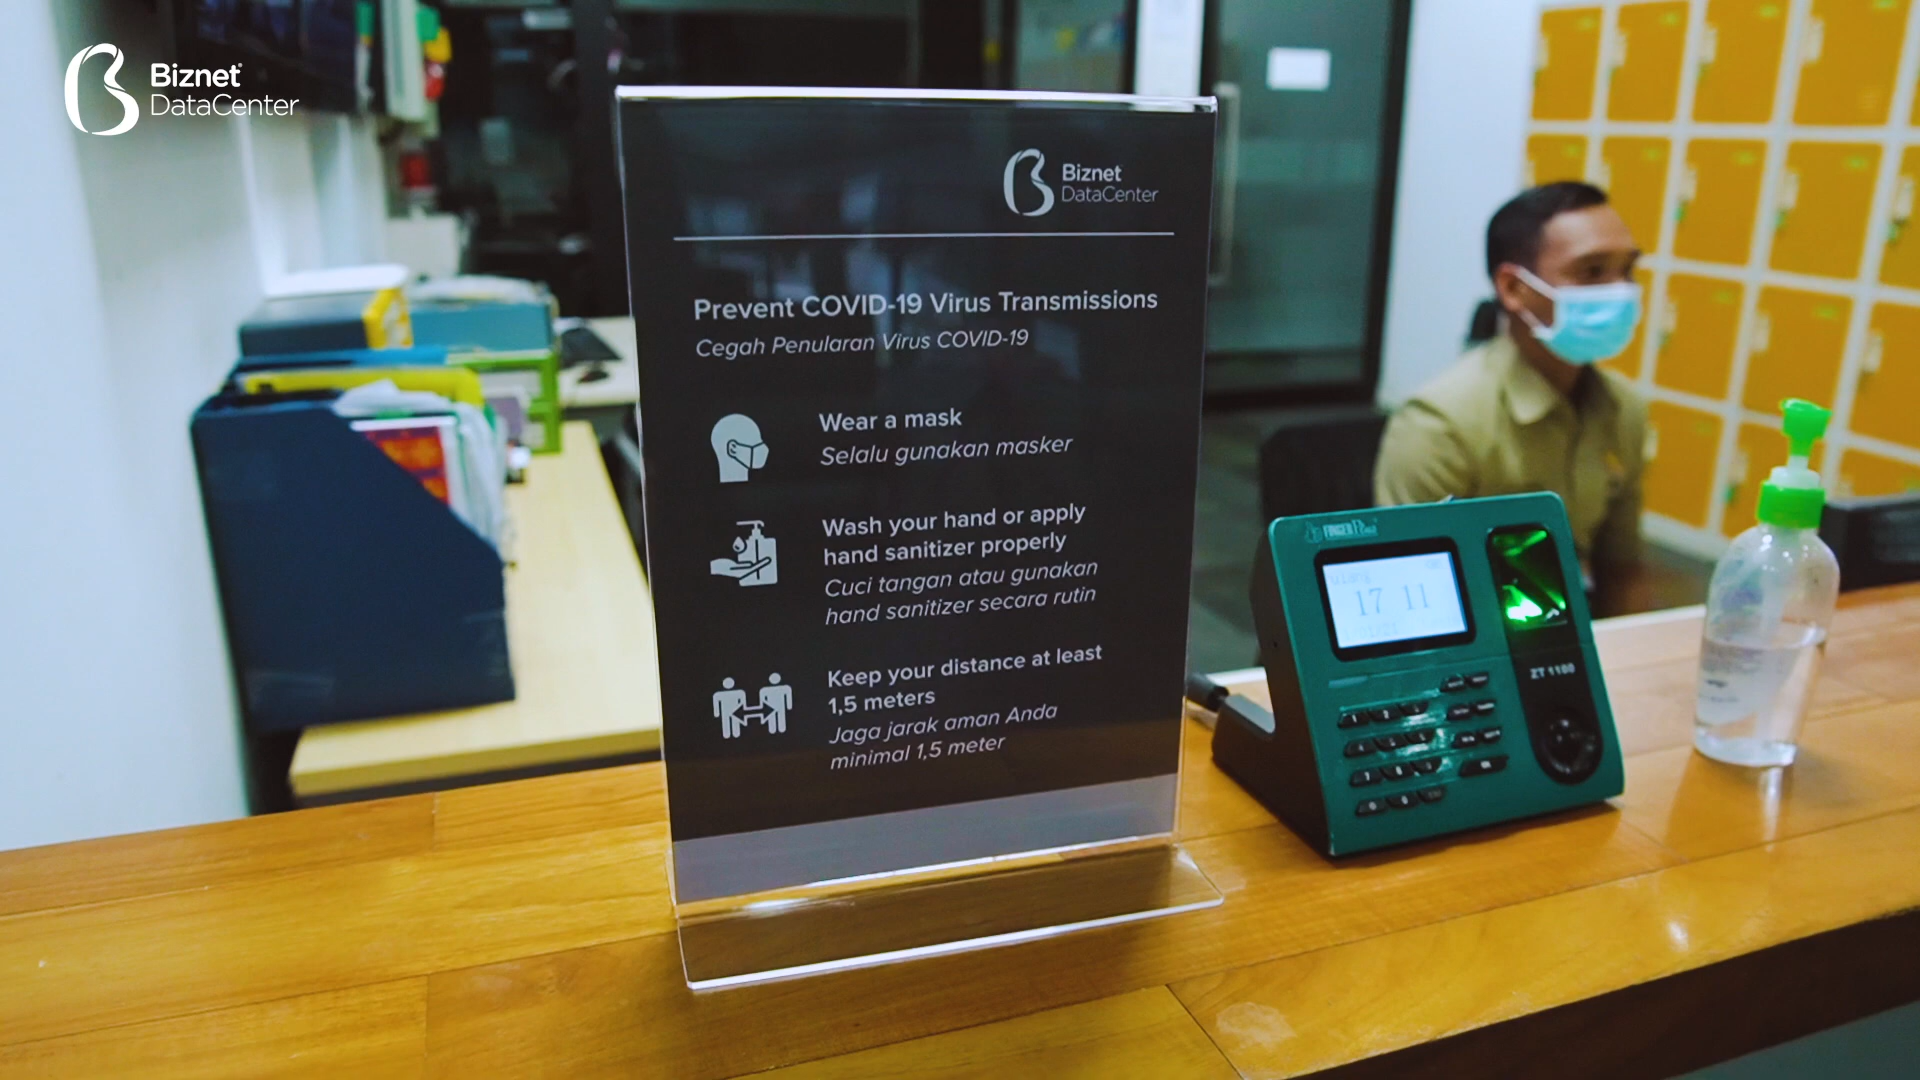 Biznet
DataCenter
Biznet
DataCenter
Prevent COVID-19 Virus Transmissions
Cegah Penularan Virus COVID-19
Wear a mask
Selalu gunakan masker
Wash your hand or apply
hand sanitizer properly
Cuci tangan atau gunakan
hand sanitizer secara rutin
Keep your distance at least
1,5 meters
Jaga jarak aman Anda
minimal 1,5 meter
17 11
ZT 1100